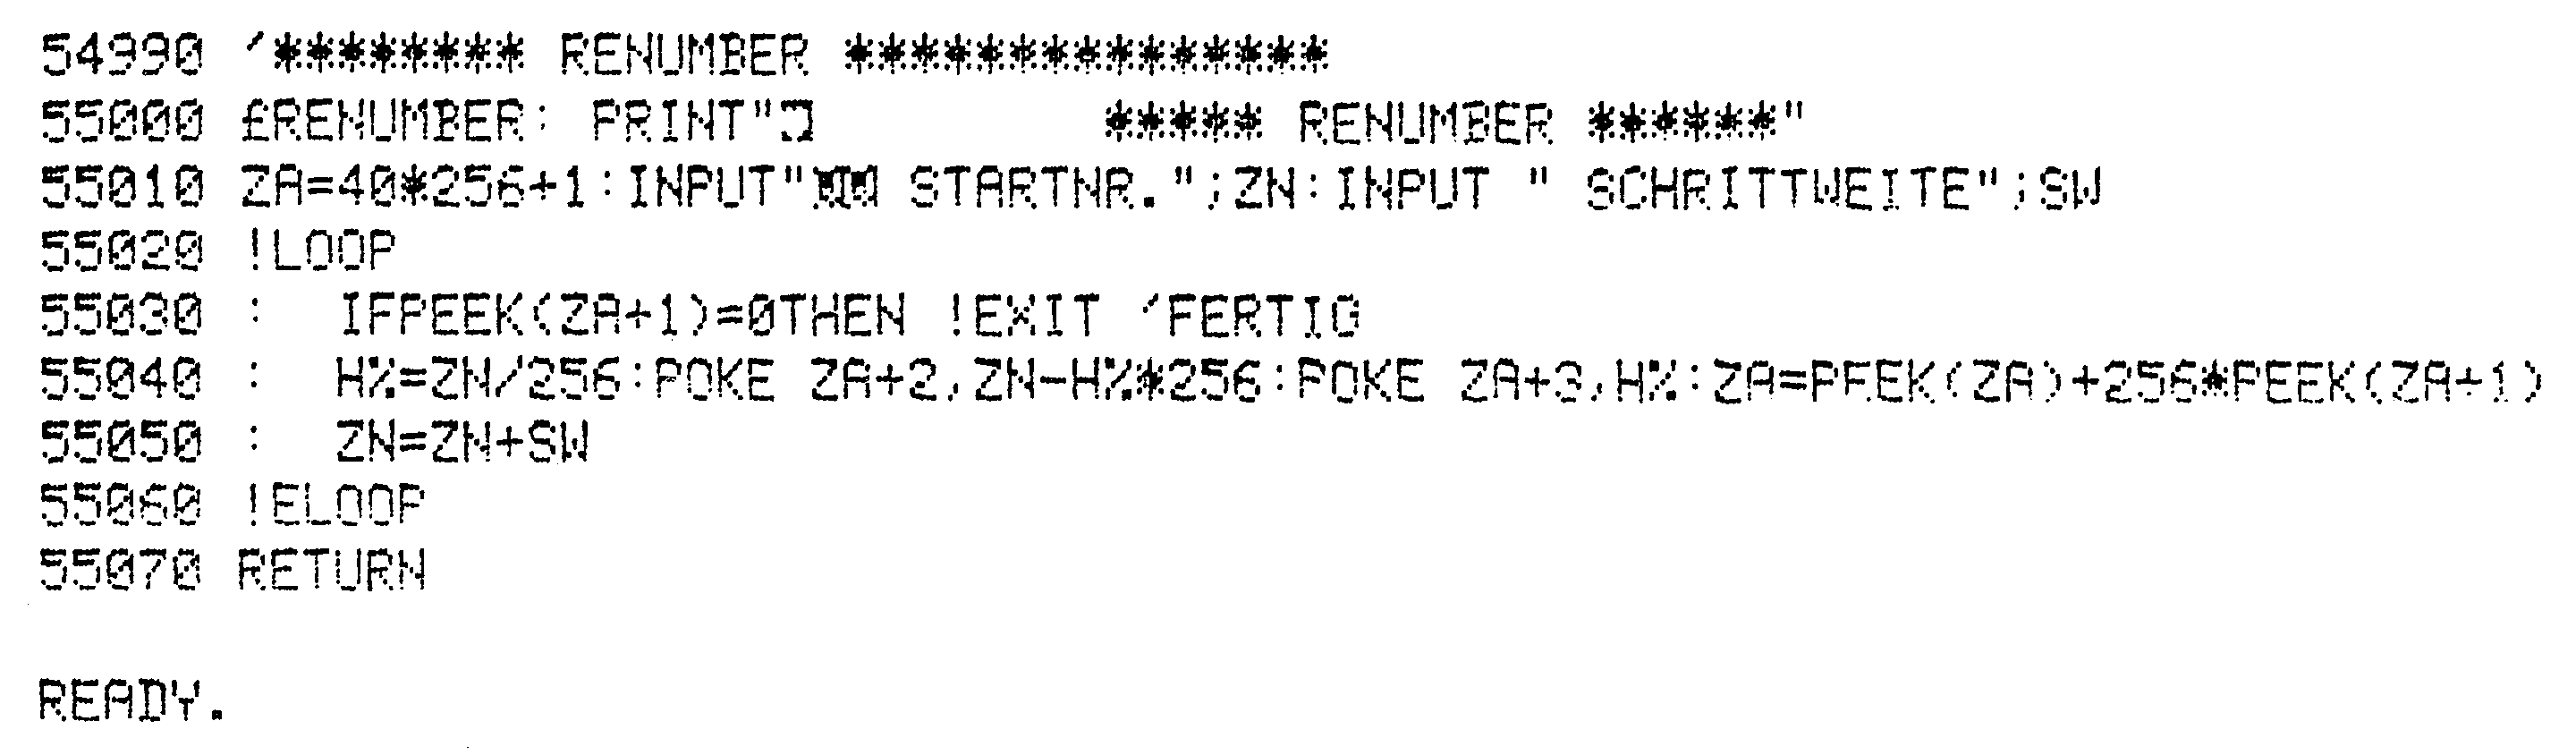 54990 '******** RENUMBER ***************
55000 £RENUMBER: PRINT"         ***** RENUMBER ******"
55010 ZA=40*256+1:INPUT" STARTNR.";ZN:INPUT " SCHRITTWEITE";SW
55020 !LOOP
55030 :  IFPEEK(ZA+1)=0THEN !EXIT 'FERTIG
55040 :  H%=ZN/256:POKE ZA+2,ZN-H%*256:POKE ZA+3,H%:ZA=PEEK(ZA)+256*PEEK(ZA+1)
55050 :  ZN=ZN+SW
55060 !ELOOP
55070 RETURN
READY.